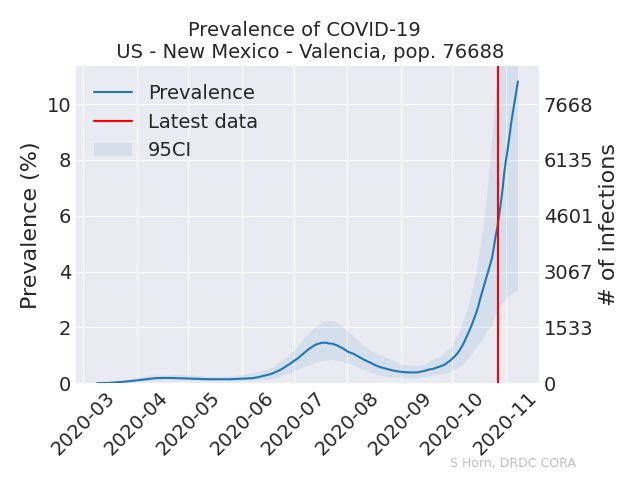 Prevalence of COVID-19
US - New Mexico - Valencia, pop. 76688
Prevalence
Latest data
95CI
Prevalence (%)
10
8
6
4
2
0
7668
6135
4601
3067
1533
0
# of infections
2020-03
2020-04
2020-05
2020-06
2020-07
2020-08
2020-09
2020-10
2020-11
S Horn, DRDC CORA